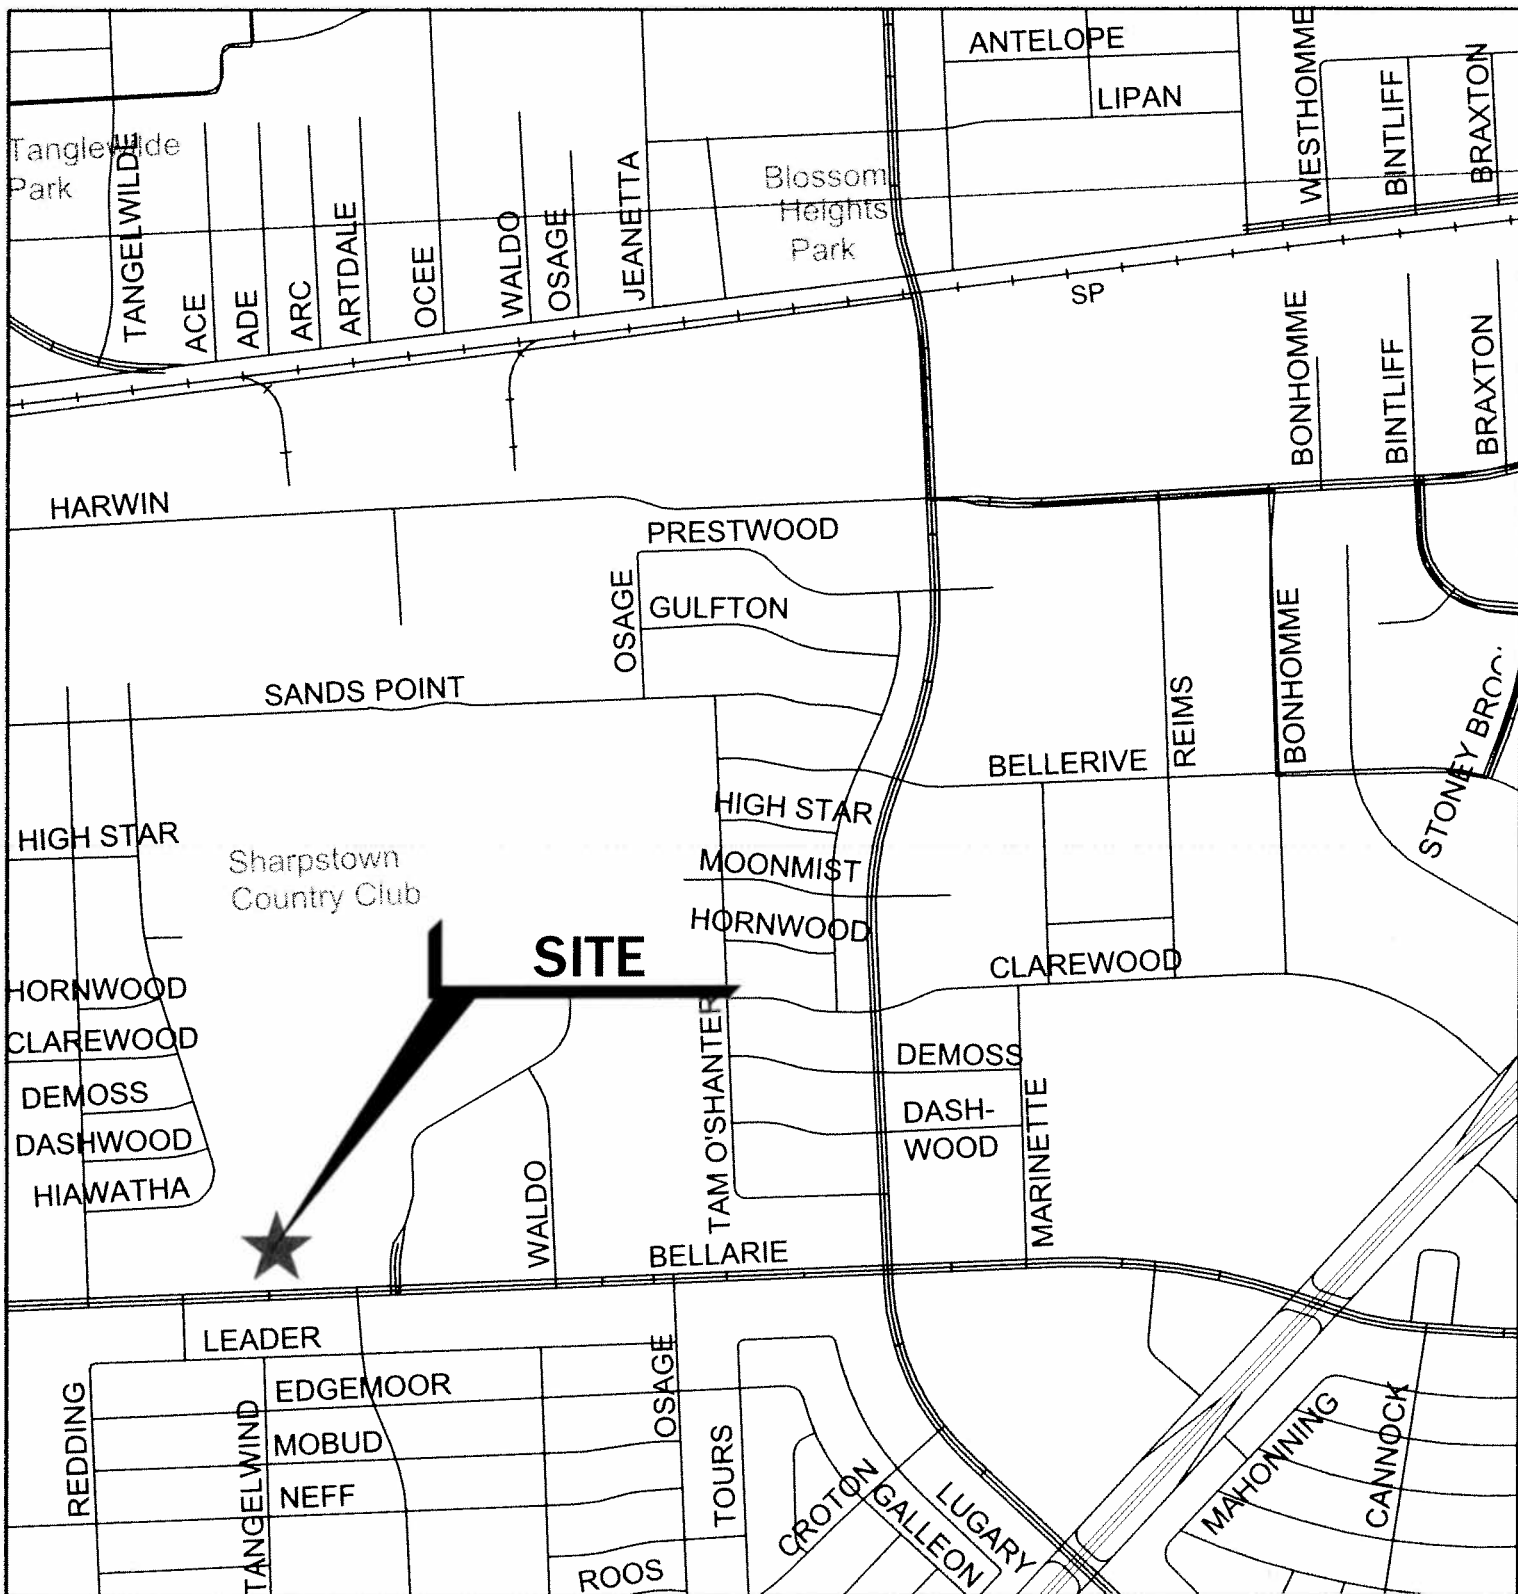 ANTELOPE
LIPAN
WESTHOMME
BINTLIFF
BRAXTON
Tanglewilde
Park
TANGELWILDE
ACE
ADE
ARC
ARTDALE
OCEE
WALDO
OSAGE
JEANETTA
Blossom
Heights
Park
SP
BONHOMME
BINTLIFF
BRAXTON
HARWIN
PRESTWOOD
OSAGE
GULFTON
SANDS POINT
REIMS
BONHOMME
BELLERIVE
HIGH STAR
HIGH STAR
Sharpstown
Country Club
MOONMIST
HORNWOOD
SITE
CLAREWOOD
HORNWOOD
CLAREWOOD
DEMOSS
DASHWOOD
HIAWATHA
TAM O'SHANTER
DEMOSS
DASH-
WOOD
MARINETTE
WALDO
BELLARIE
LEADER
EDGEMOOR
MOBUD
NEFF
REDDING
TANGELWIND
OSAGE
TOURS
ROOS
CROTON
GALLEON
LUGARY
MAHONNING
CANNOCK
STONEY